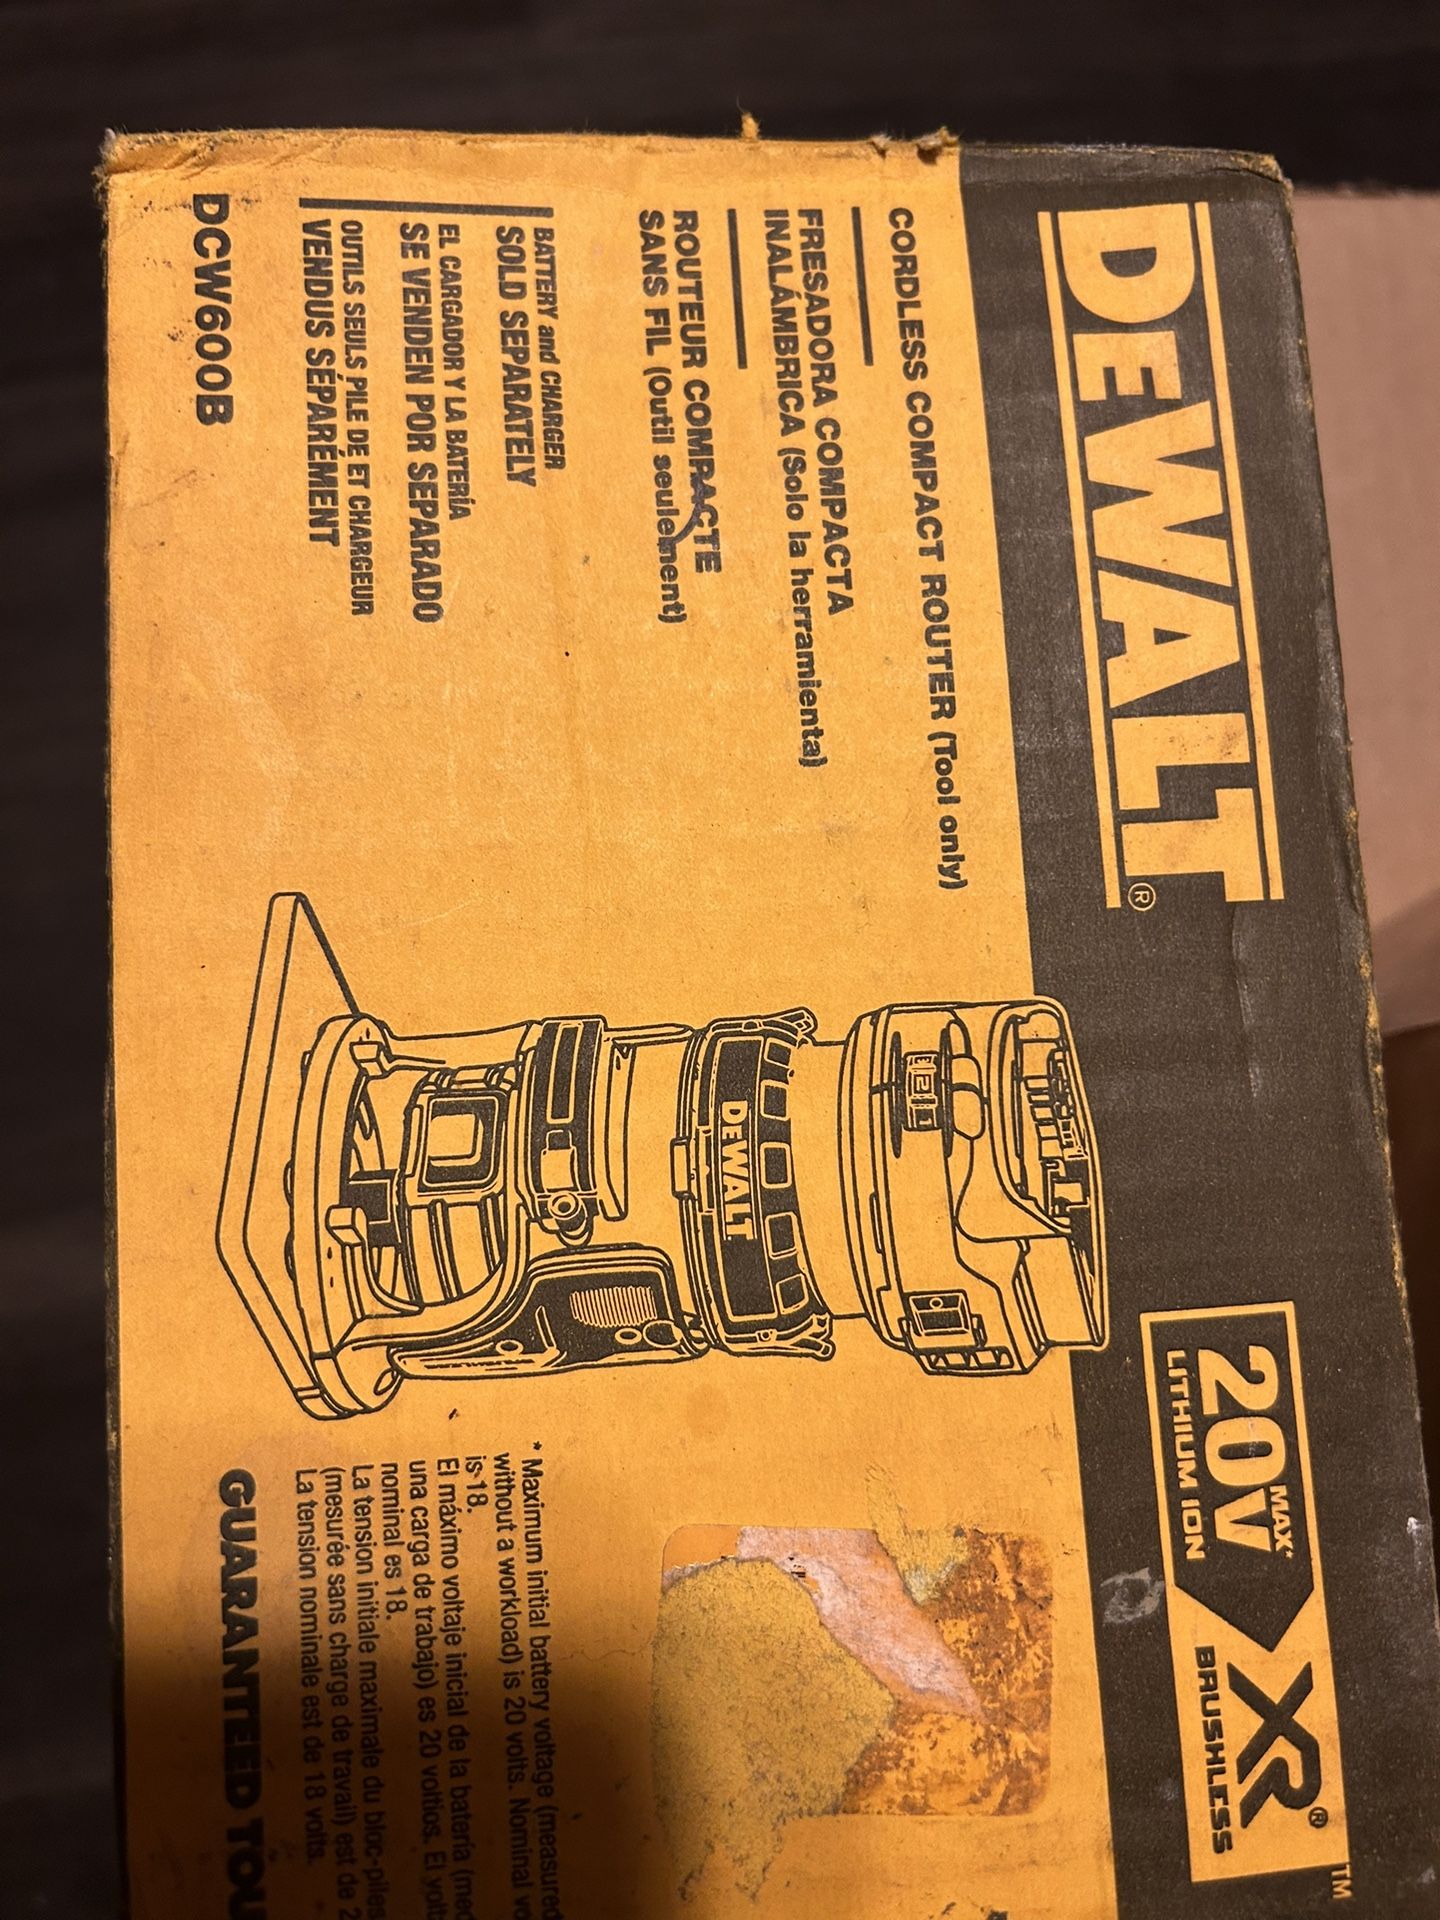 DEWALT®
20V MAX*
LITHIUM ION
XR®
BRUSHLESS
TM
CORDLESS COMPACT ROUTER (Tool only)
FRESADORA COMPACTA
INALÁMBRICA (Solo la herramienta)
ROUTEUR COMPACTE
SANS FIL (Outil seulement)
BATTERY and CHARGER
SOLD SEPARATELY
EL CARGADOR Y LA BATERÍA
SE VENDEN POR SEPARADO
OUTILS SEULS PILE DE ET CHARGEUR
VENDUS SÉPARÉMENT
DCW600B
DEWALT
* Maximum initial battery voltage (measured
without a workload) is 20 volts. Nominal
is 18.
El máximo voltaje inicial de la batería
una carga de trabajo) es 20 voltios. El
nominal es 18.
La tension initiale maximale du bloc-piles
(mesurée sans charge de travail) est de
La tension nominale est de 18 volts.
GUARANTEED